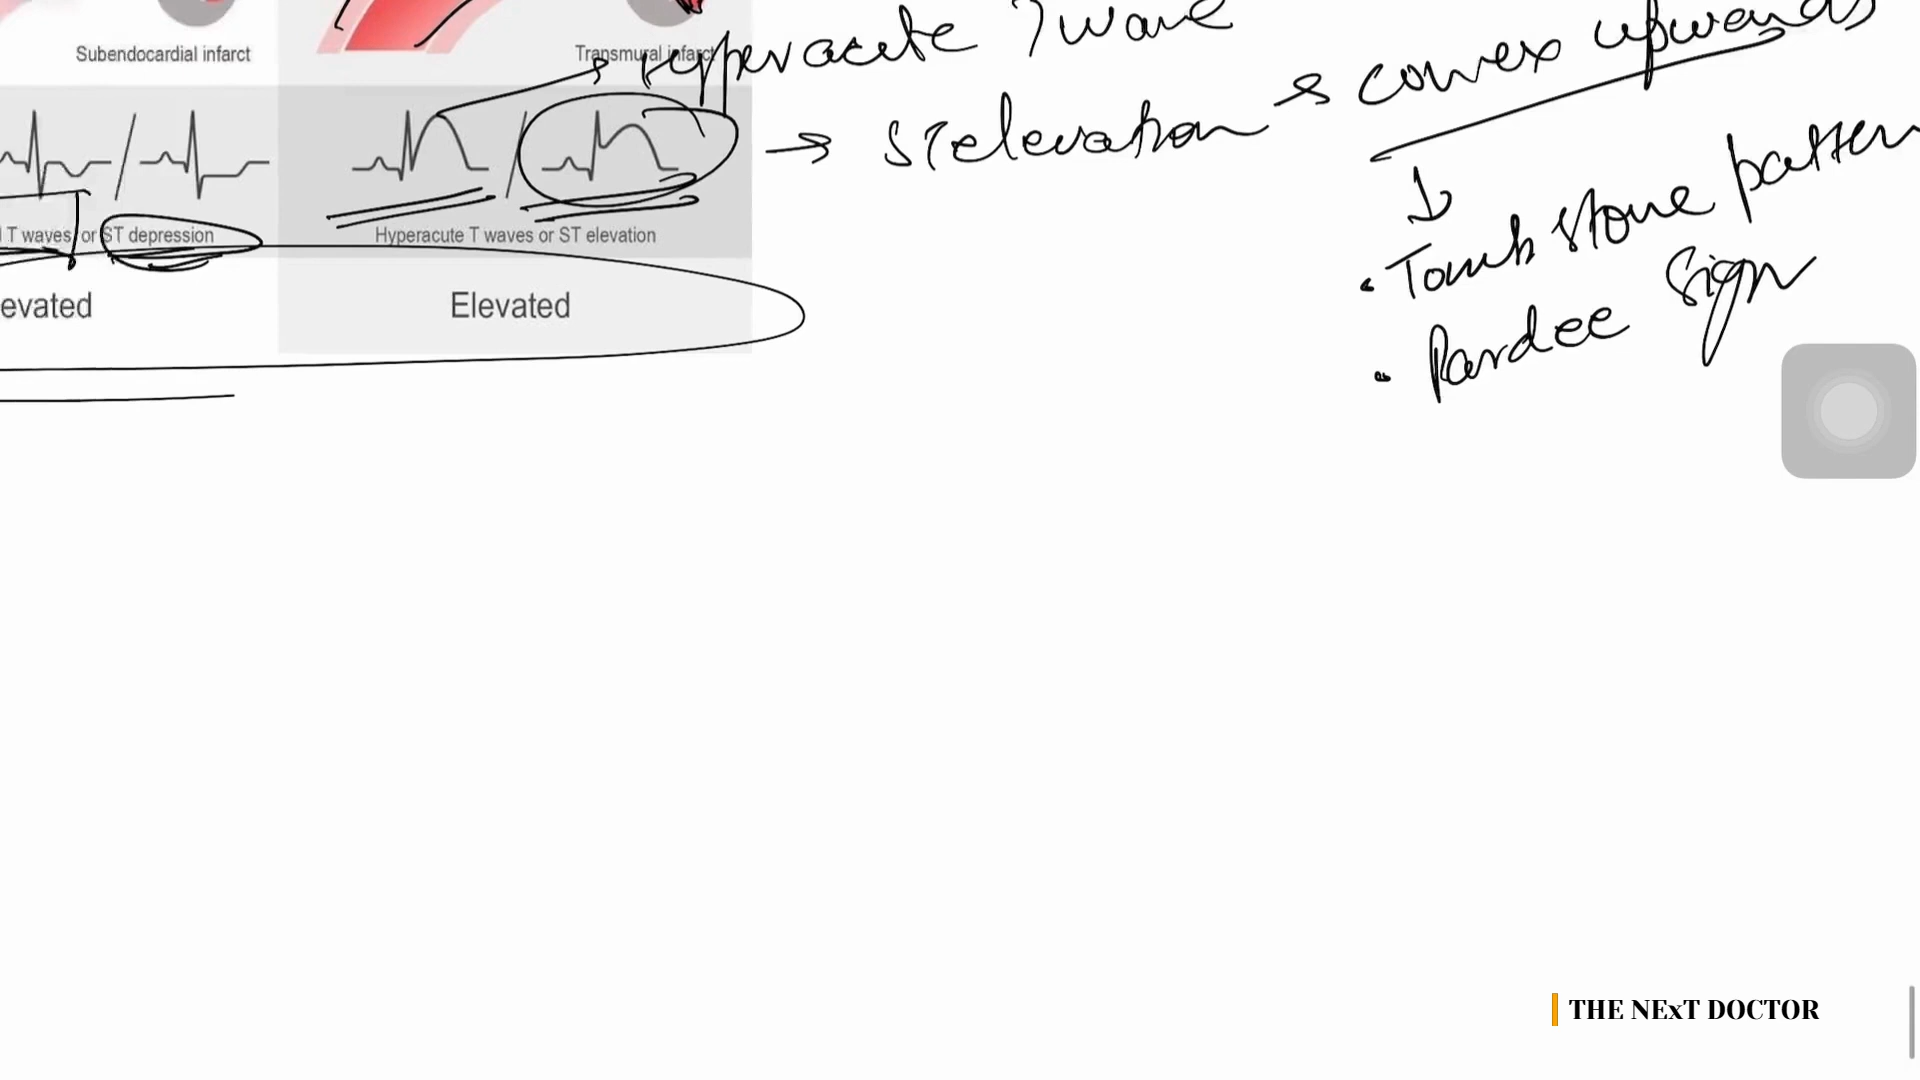 Subendocardial infarct
Transmural infarct
Hyperacute T wave
→ ST elevation → convex upwards
↓
• Tomb stone pattern
• Pardee sign
T waves or ST depression
Hyperacute T waves or ST elevation
evated
Elevated
THE NExT DOCTOR